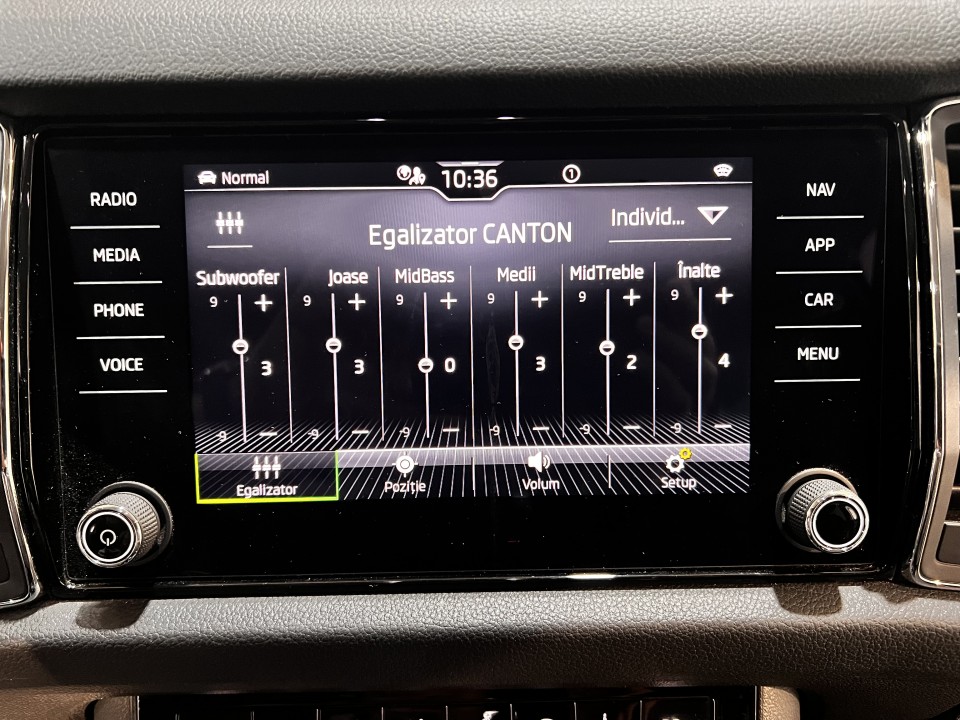 RADIO
MEDIA
PHONE
VOICE
Normal
10:36
1
Egalizator CANTON
Individ...
Subwoofer Joase MidBass Medii MidTreble Înalte
9 + 9 + 9 + 9 + 9 + 9 +
3 3 0 3 2 4
-9 — -9 — -9 — -9 — -9 — -9 —
Egalizator Poziție Volum Setup
NAV
APP
CAR
MENU